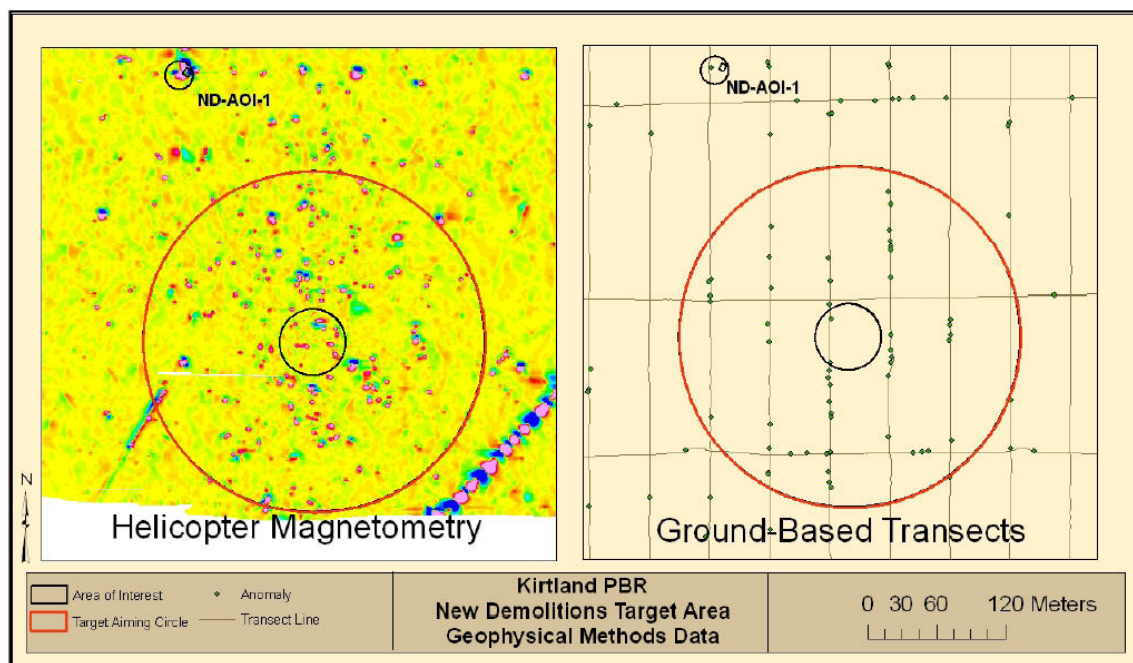 ND-AOI-1
Helicopter Magnetometry
ND-AOI-1
Ground-Based Transects
N
Area of Interest
Anomaly
Target Aiming Circle
Transect Line
Kirtland PBR
New Demolitions Target Area
Geophysical Methods Data
0 30 60 120 Meters